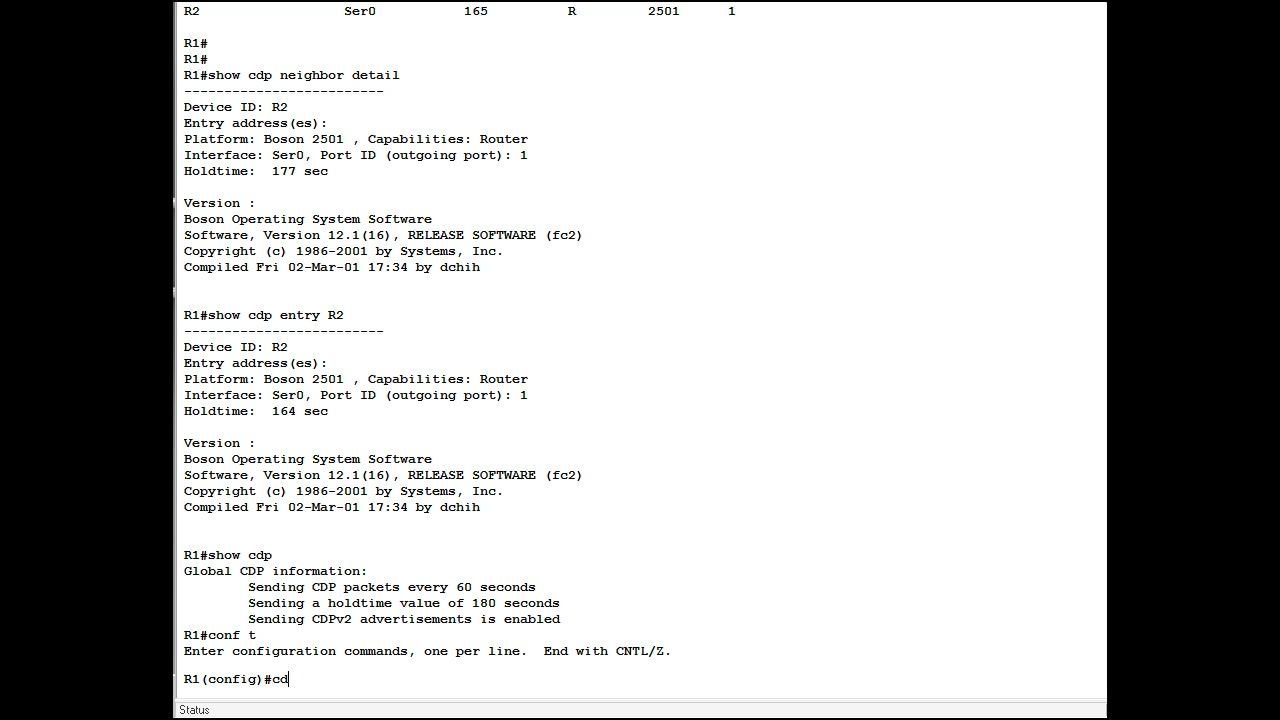 R2 Ser0 165 R 2501 1
R1#
R1#
R1#show cdp neighbor detail
-------------------------
Device ID: R2
Entry address(es):
Platform: Boson 2501 , Capabilities: Router
Interface: Ser0, Port ID (outgoing port): 1
Holdtime:  177 sec
Version :
Boson Operating System Software
Software, Version 12.1(16), RELEASE SOFTWARE (fc2)
Copyright (c) 1986-2001 by Systems, Inc.
Compiled Fri 02-Mar-01 17:34 by dchih
R1#show cdp entry R2
-------------------------
Device ID: R2
Entry address(es):
Platform: Boson 2501 , Capabilities: Router
Interface: Ser0, Port ID (outgoing port): 1
Holdtime:  164 sec
Version :
Boson Operating System Software
Software, Version 12.1(16), RELEASE SOFTWARE (fc2)
Copyright (c) 1986-2001 by Systems, Inc.
Compiled Fri 02-Mar-01 17:34 by dchih
R1#show cdp
Global CDP information:
Sending CDP packets every 60 seconds
Sending a holdtime value of 180 seconds
Sending CDPv2 advertisements is enabled
R1#conf t
Enter configuration commands, one per line.  End with CNTL/Z.
R1(config)#cd
Status